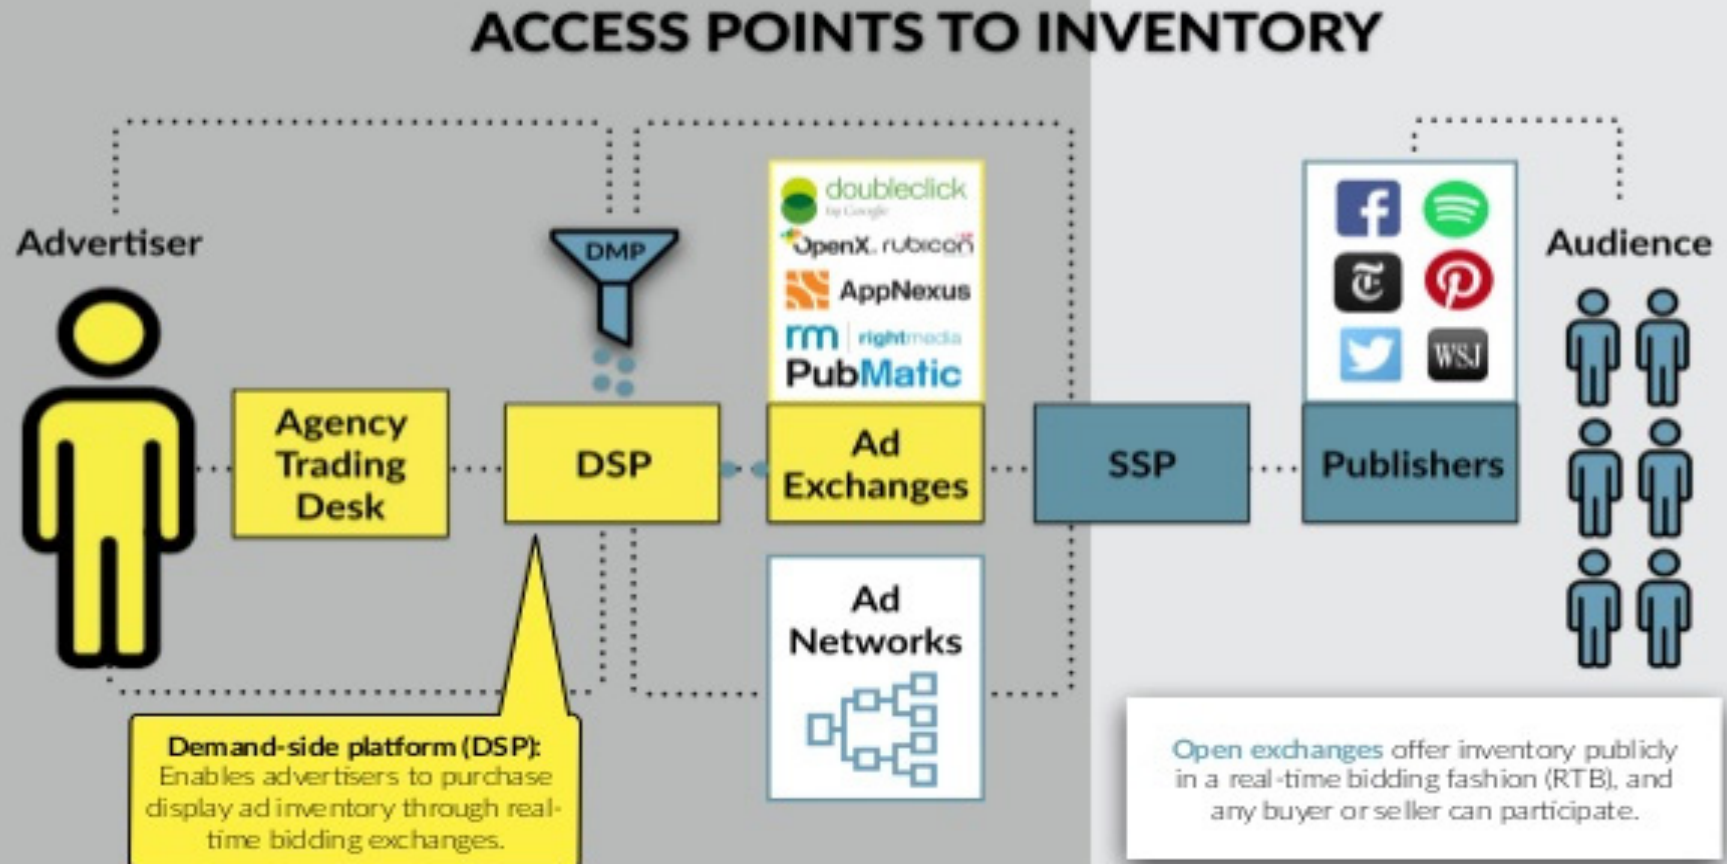 ACCESS POINTS TO INVENTORY
Advertiser
DMP
doubleclick
by Google
OpenX. rubicon
AppNexus
rm rightmedia
PubMatic
WSJ
Audience
Agency
Trading
Desk
DSP
Ad
Exchanges
SSP
Publishers
Ad
Networks
Demand-side platform (DSP):
Enables advertisers to purchase
display ad inventory through real-
time bidding exchanges.
Open exchanges offer inventory publicly
in a real-time bidding fashion (RTB), and
any buyer or seller can participate.